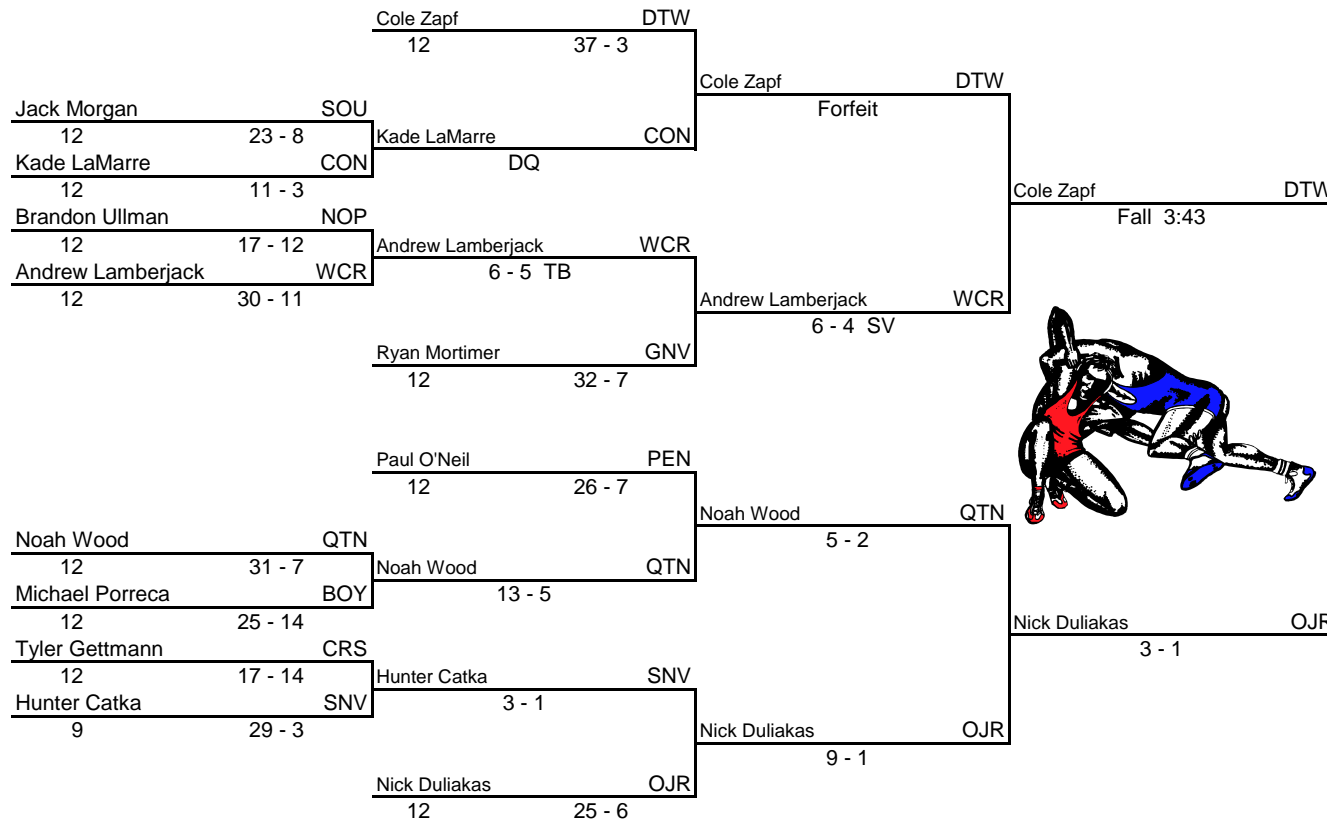 Cole Zapf DTW
12 37 - 3
Cole Zapf DTW
Forfeit
Jack Morgan SOU
12 23 - 8
Kade LaMarre CON
DQ
Kade LaMarre CON
12 11 - 3
Cole Zapf DTW
Fall 3:43
Brandon Ullman NOP
12 17 - 12
Andrew Lamberjack WCR
6 - 5 TB
Andrew Lamberjack WCR
12 30 - 11
Andrew Lamberjack WCR
6 - 4 SV
Ryan Mortimer GNV
12 32 - 7
Paul O'Neil PEN
12 26 - 7
Noah Wood QTN
5 - 2
Noah Wood QTN
12 31 - 7
Noah Wood QTN
13 - 5
Michael Porreca BOY
12 25 - 14
Nick Duliakas OJR
3 - 1
Tyler Gettmann CRS
12 17 - 14
Hunter Catka SNV
3 - 1
Hunter Catka SNV
9 29 - 3
Nick Duliakas OJR
9 - 1
Nick Duliakas OJR
12 25 - 6